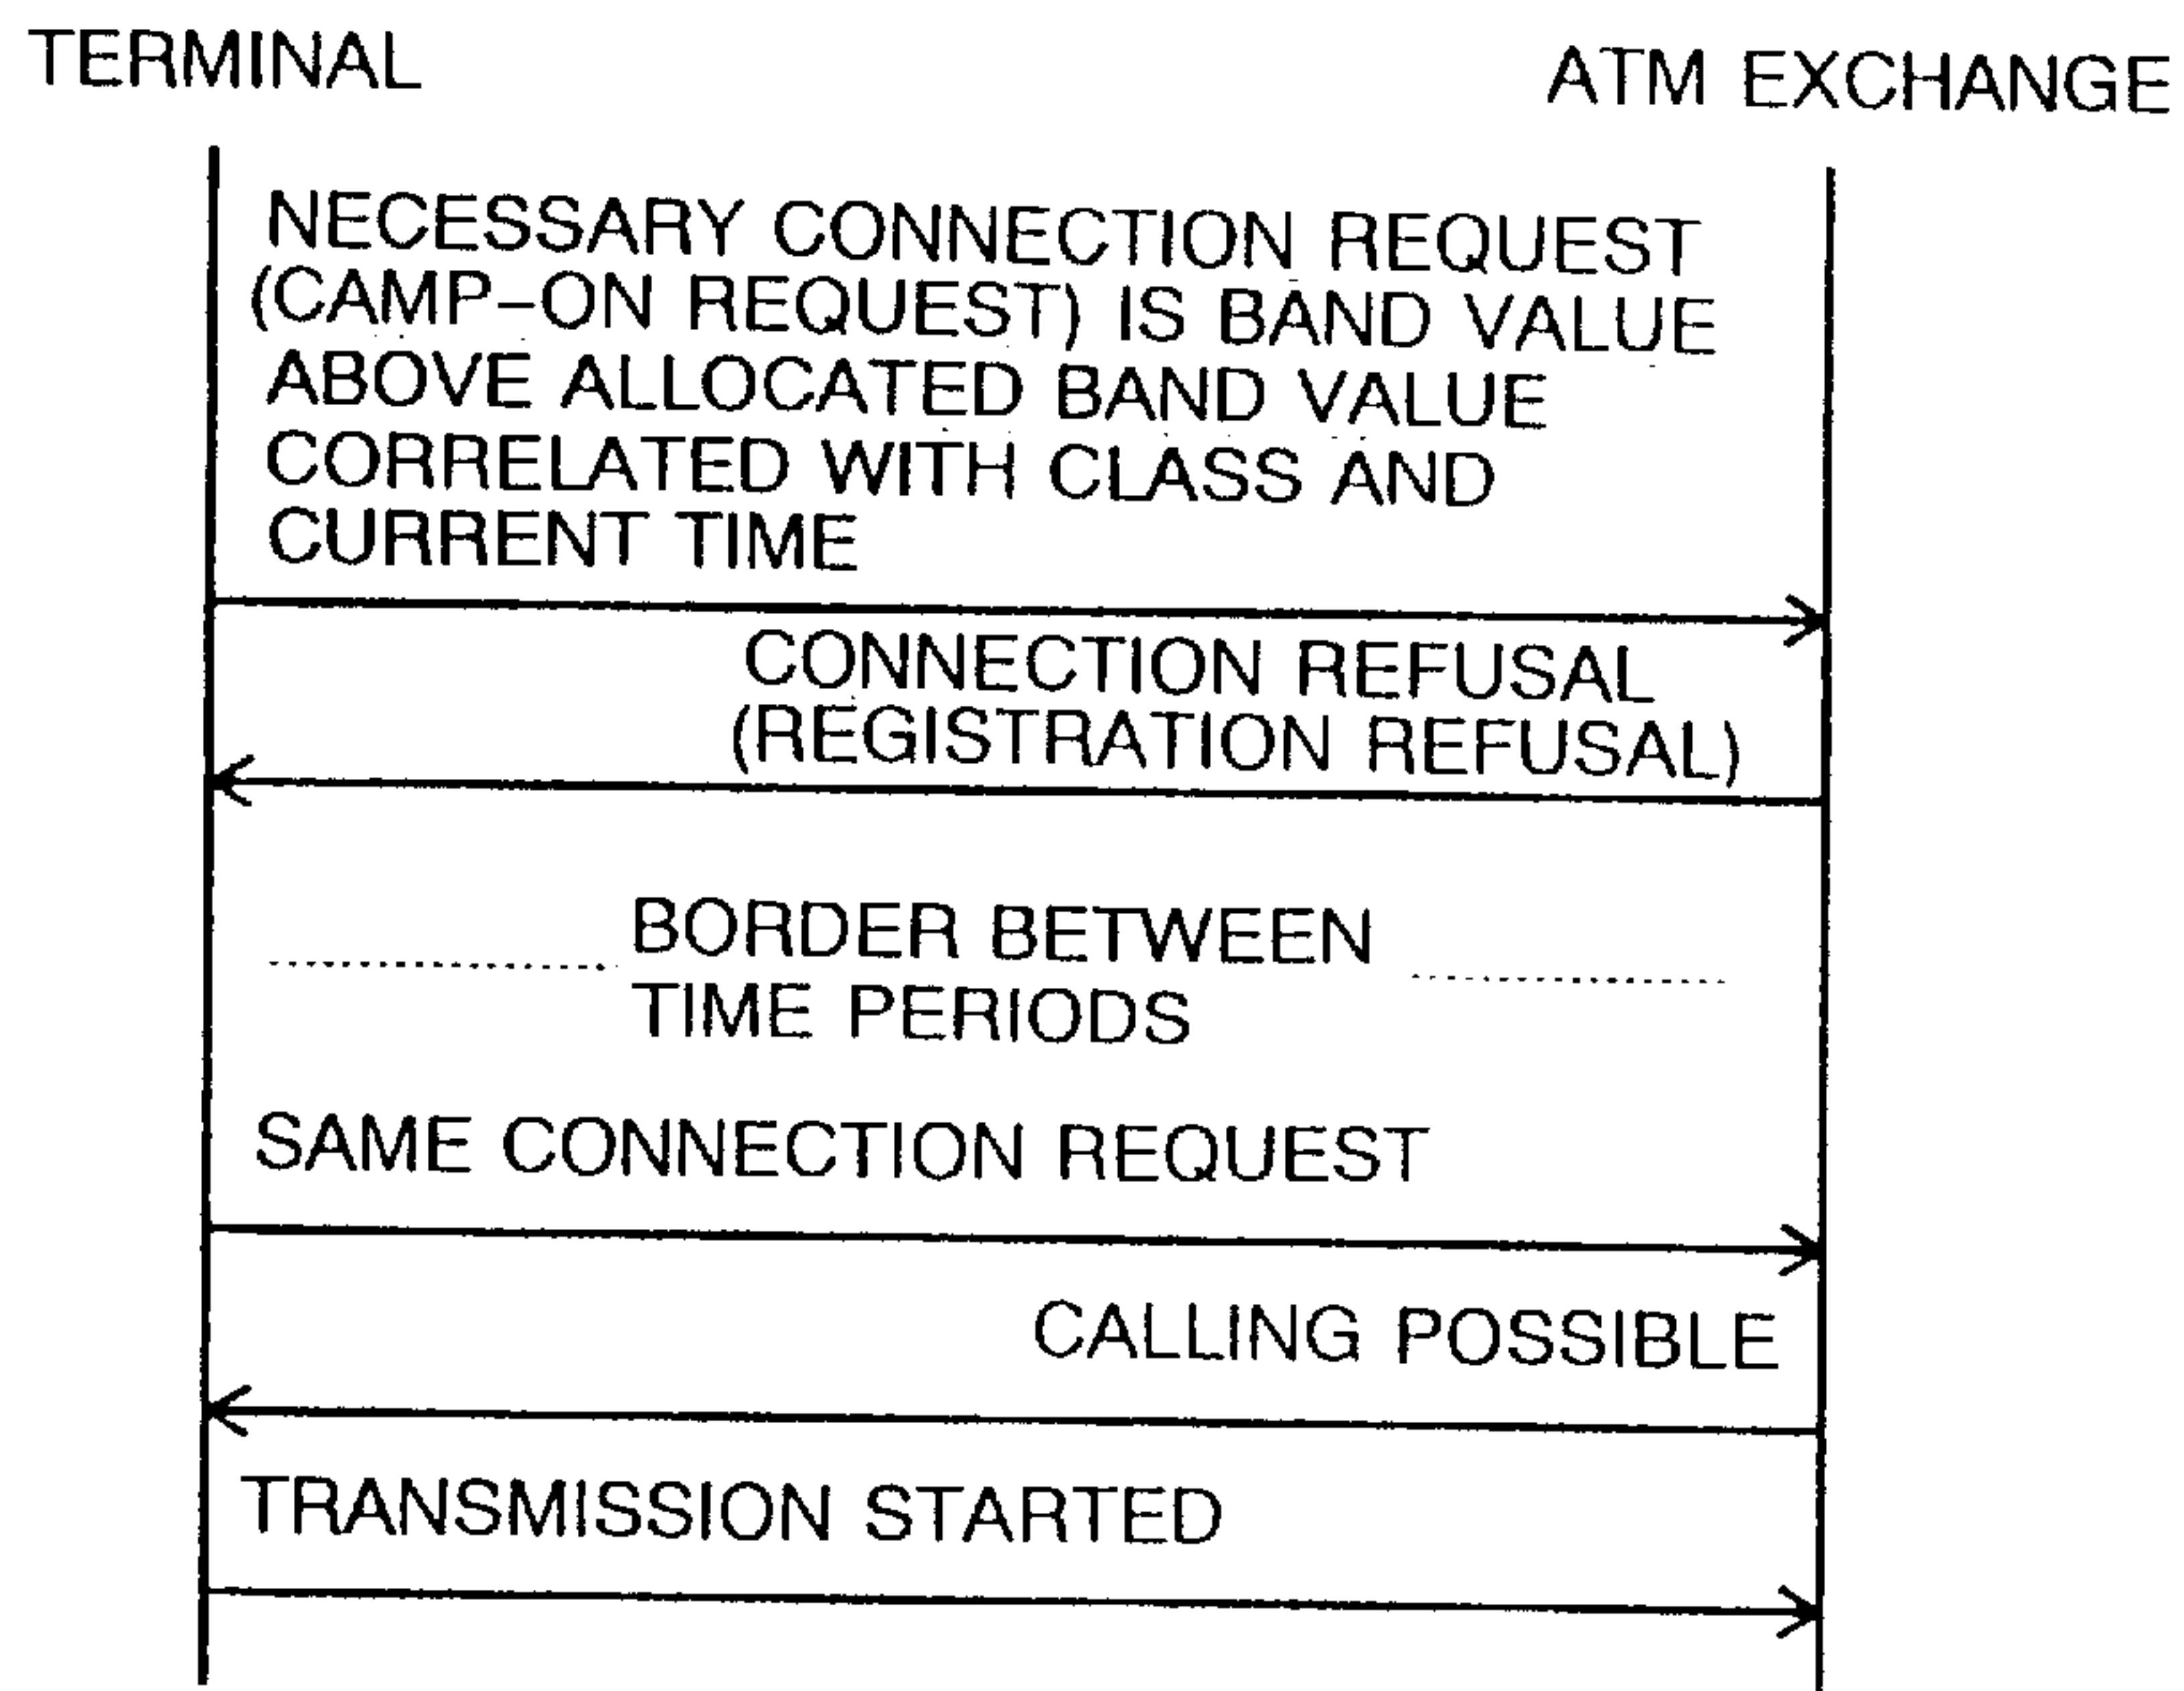 TERMINAL
ATM EXCHANGE
NECESSARY CONNECTION REQUEST
(CAMP-ON REQUEST) IS BAND VALUE
ABOVE ALLOCATED BAND VALUE
CORRELATED WITH CLASS AND
CURRENT TIME
CONNECTION REFUSAL
(REGISTRATION REFUSAL)
BORDER BETWEEN
TIME PERIODS
SAME CONNECTION REQUEST
CALLING POSSIBLE
TRANSMISSION STARTED